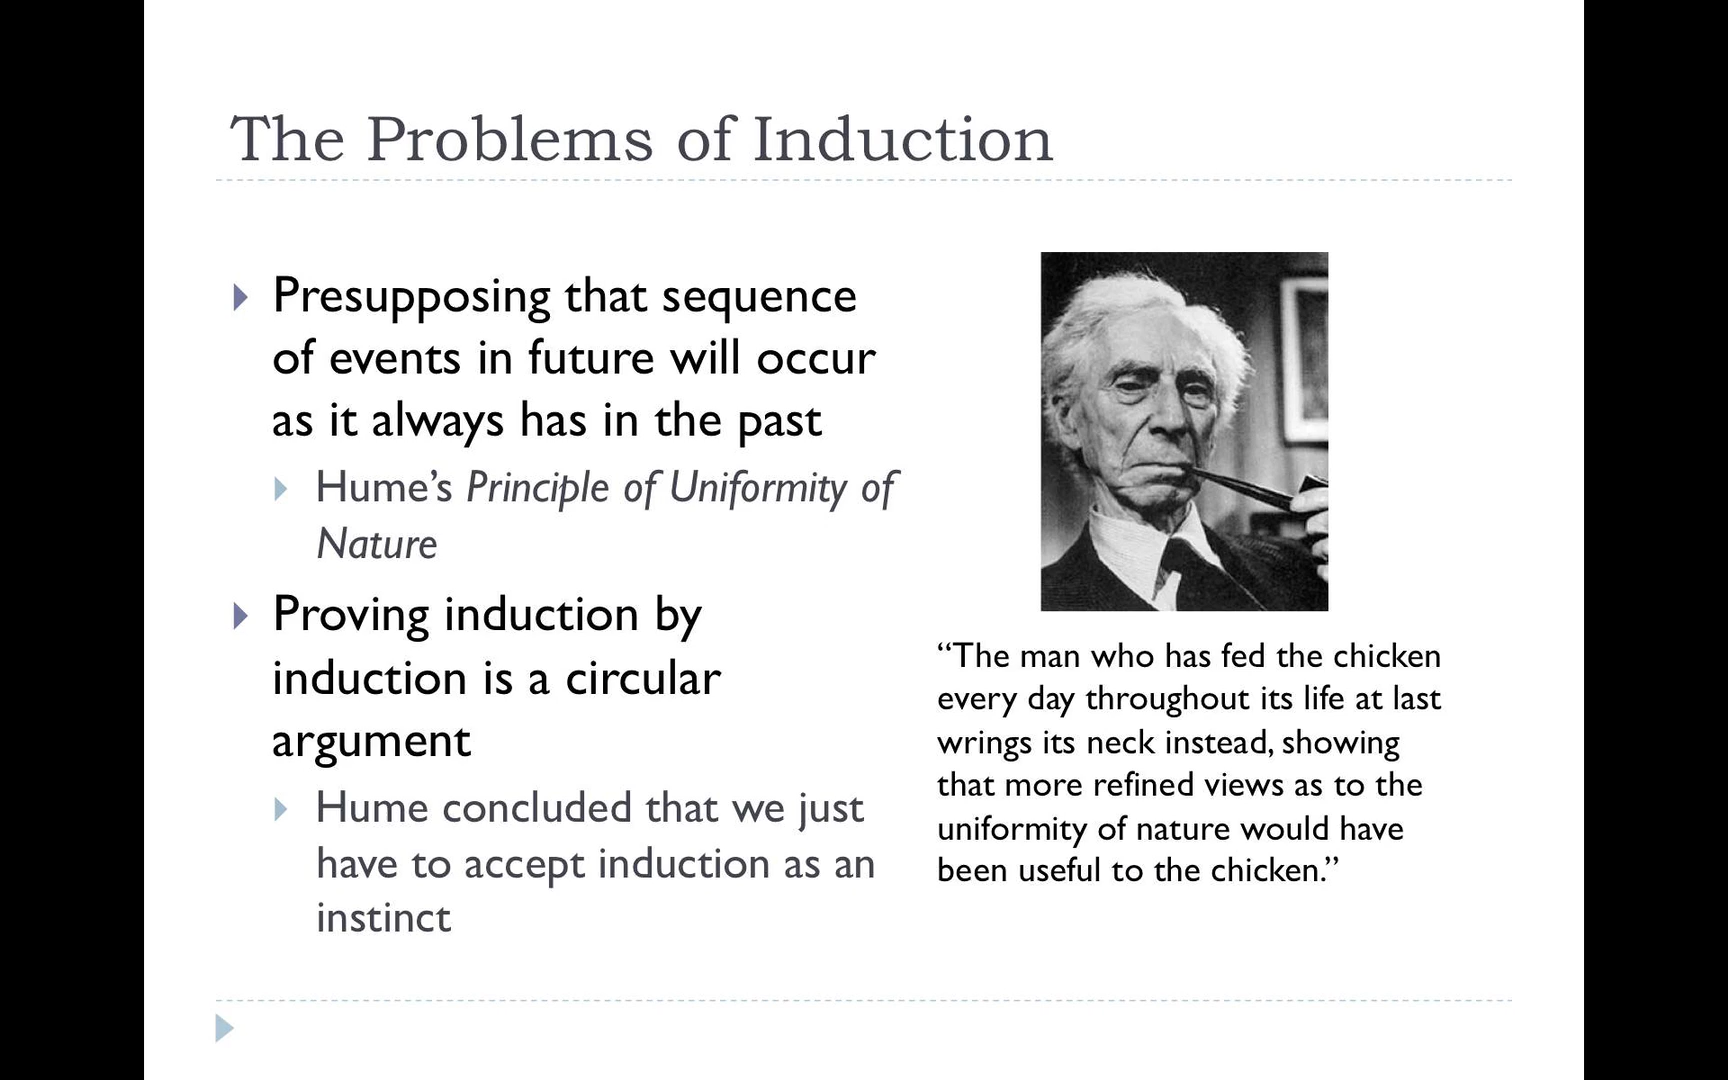 The Problems of Induction
Presupposing that sequence
of events in future will occur
as it always has in the past
Hume’s Principle of Uniformity of
Nature
Proving induction by
induction is a circular
argument
Hume concluded that we just
have to accept induction as an
instinct
“The man who has fed the chicken
every day throughout its life at last
wrings its neck instead, showing
that more refined views as to the
uniformity of nature would have
been useful to the chicken.”